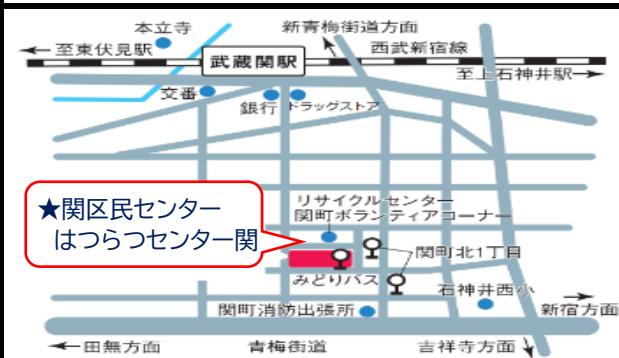 本立寺
新青梅街道方面
←至東伏見駅
武蔵関駅
西武新宿線
至上石神井駅→
交番
銀行
ドラッグストア
★関区民センター
はつらつセンター関
リサイクルセンター
関町ボランティアコーナー
関町北1丁目
みどりバス
石神井西小
関町消防出張所
新宿方面
←田無方面
青梅街道
吉祥寺方面